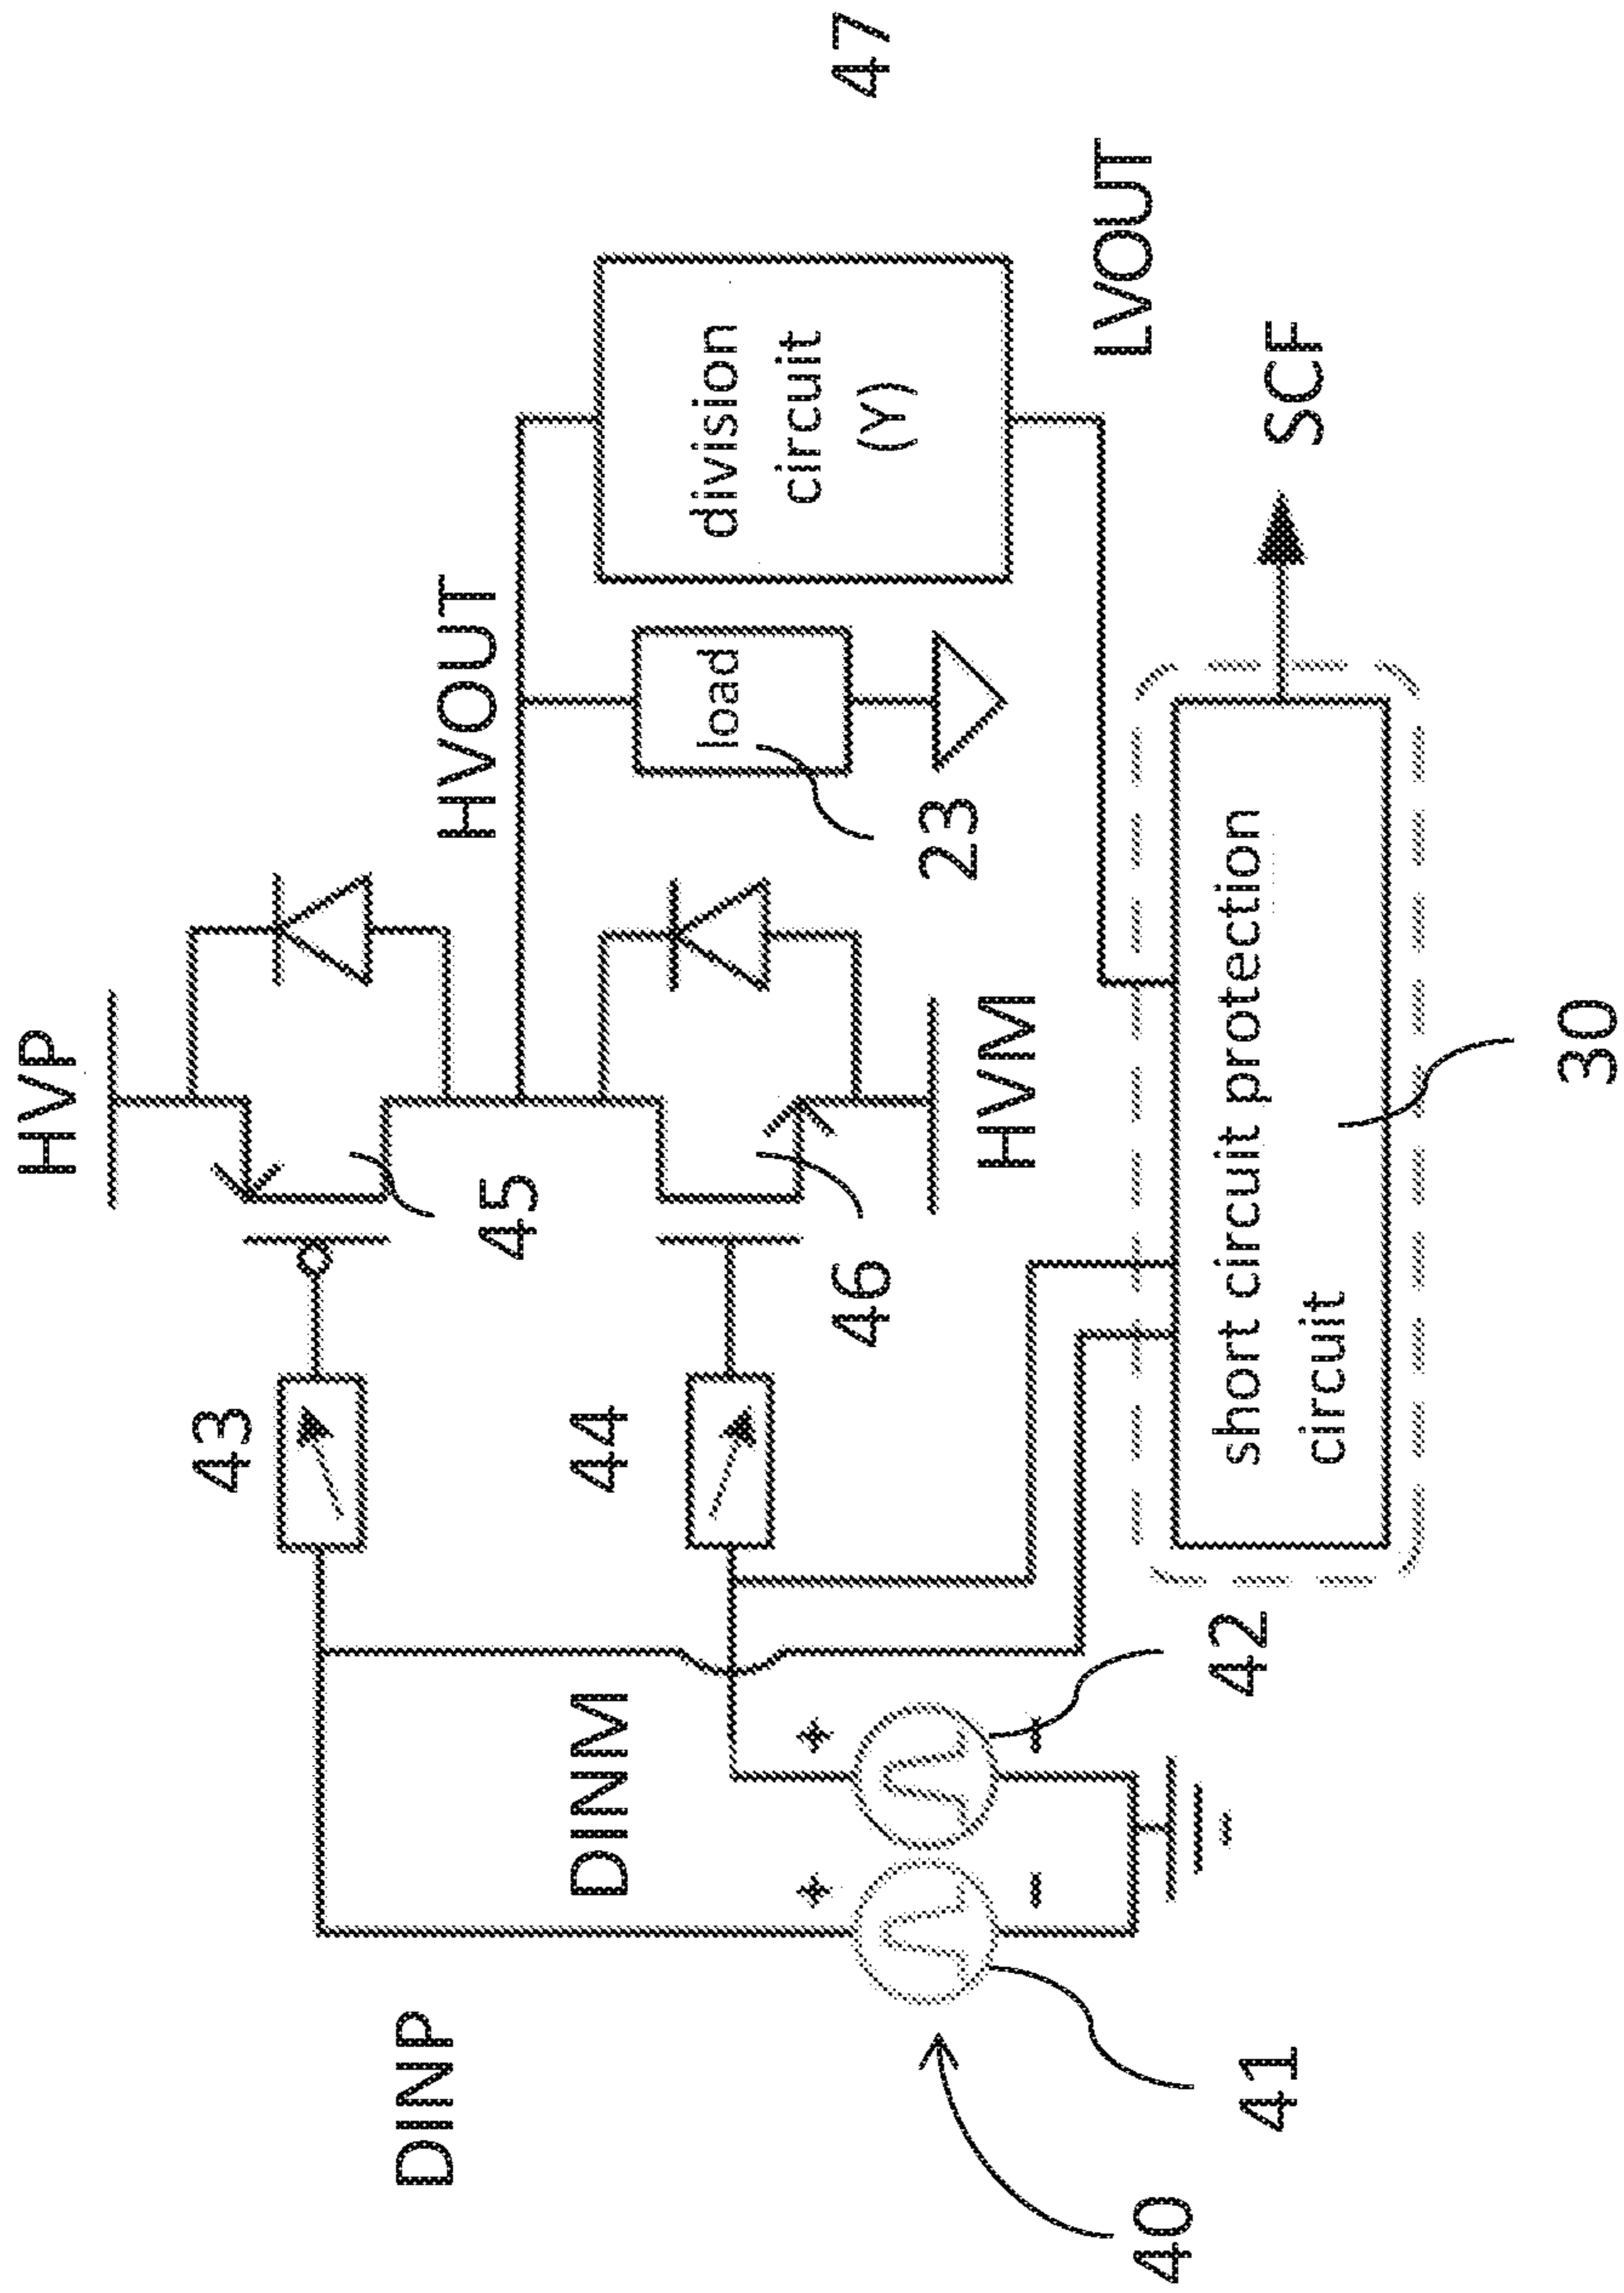 HVP
43
45
HVOUT
DINP
DINM
44
46
load
23
division
circuit
(Y)
47
+
+
-
-
HVM
LVOUT
40
41
42
short circuit protection
circuit
SCF
30